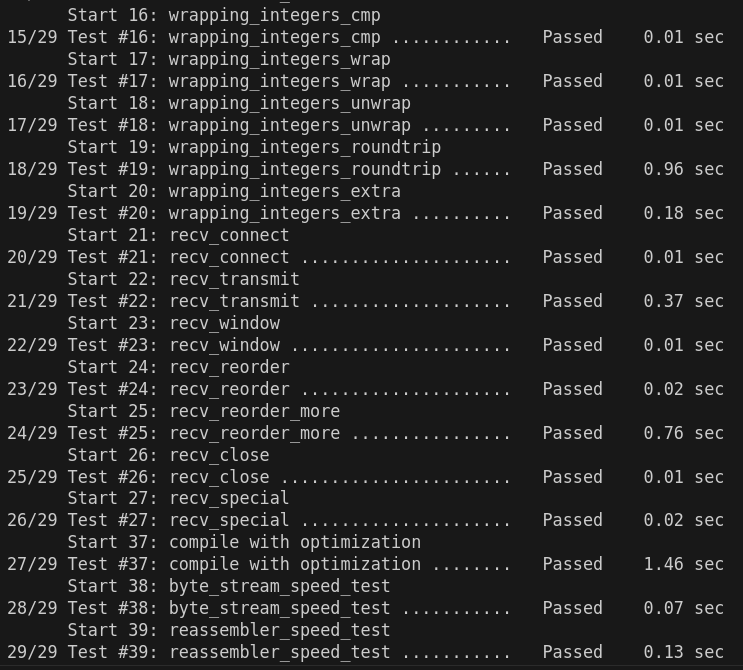 Start 16: wrapping_integers_cmp
15/29 Test #16: wrapping_integers_cmp ............   Passed    0.01 sec
Start 17: wrapping_integers_wrap
16/29 Test #17: wrapping_integers_wrap ...........   Passed    0.01 sec
Start 18: wrapping_integers_unwrap
17/29 Test #18: wrapping_integers_unwrap .........   Passed    0.01 sec
Start 19: wrapping_integers_roundtrip
18/29 Test #19: wrapping_integers_roundtrip ......   Passed    0.96 sec
Start 20: wrapping_integers_extra
19/29 Test #20: wrapping_integers_extra ..........   Passed    0.18 sec
Start 21: recv_connect
20/29 Test #21: recv_connect .....................   Passed    0.01 sec
Start 22: recv_transmit
21/29 Test #22: recv_transmit ....................   Passed    0.37 sec
Start 23: recv_window
22/29 Test #23: recv_window ......................   Passed    0.01 sec
Start 24: recv_reorder
23/29 Test #24: recv_reorder .....................   Passed    0.02 sec
Start 25: recv_reorder_more
24/29 Test #25: recv_reorder_more ................   Passed    0.76 sec
Start 26: recv_close
25/29 Test #26: recv_close .......................   Passed    0.01 sec
Start 27: recv_special
26/29 Test #27: recv_special .....................   Passed    0.02 sec
Start 37: compile with optimization
27/29 Test #37: compile with optimization ........   Passed    1.46 sec
Start 38: byte_stream_speed_test
28/29 Test #38: byte_stream_speed_test ...........   Passed    0.07 sec
Start 39: reassembler_speed_test
29/29 Test #39: reassembler_speed_test ...........   Passed    0.13 sec